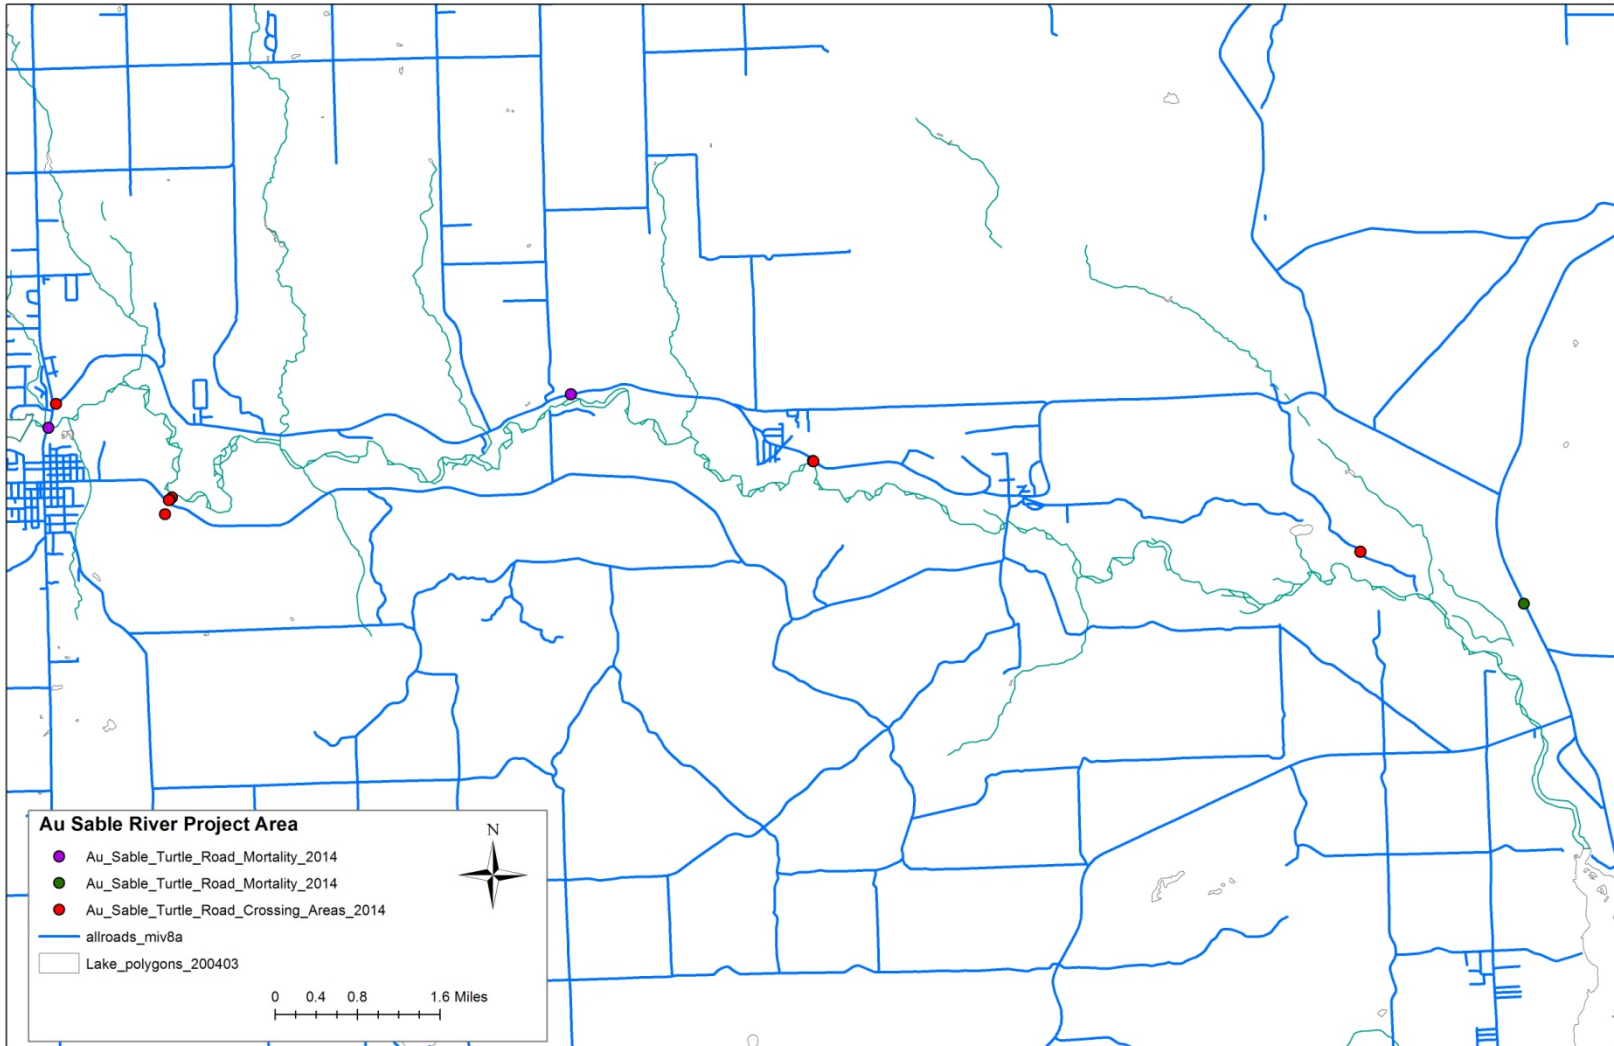 Au Sable River Project Area
N
Au_Sable_Turtle_Road_Mortality_2014
Au_Sable_Turtle_Road_Mortality_2014
Au_Sable_Turtle_Road_Crossing_Areas_2014
allroads_miv8a
Lake_polygons_200403
0 0.4 0.8 1.6 Miles